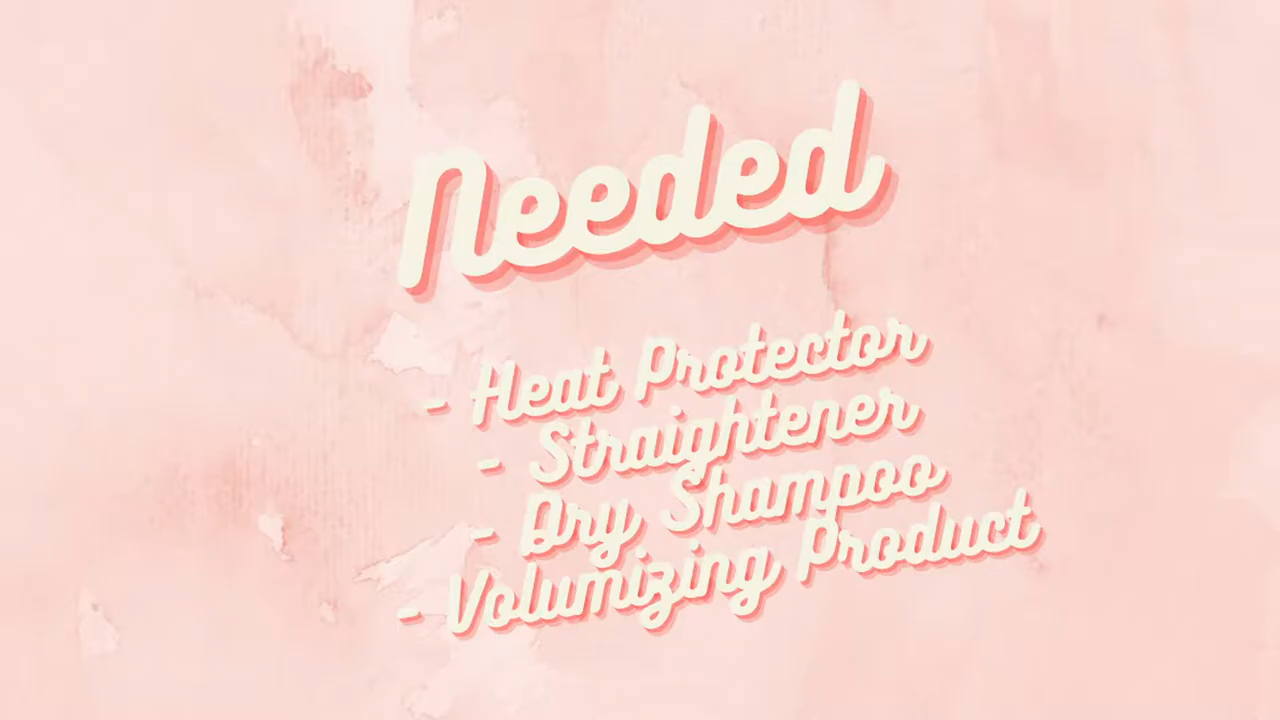 Needed
- Heat Protector
- Straightener
- Dry Shampoo
- Volumizing Product